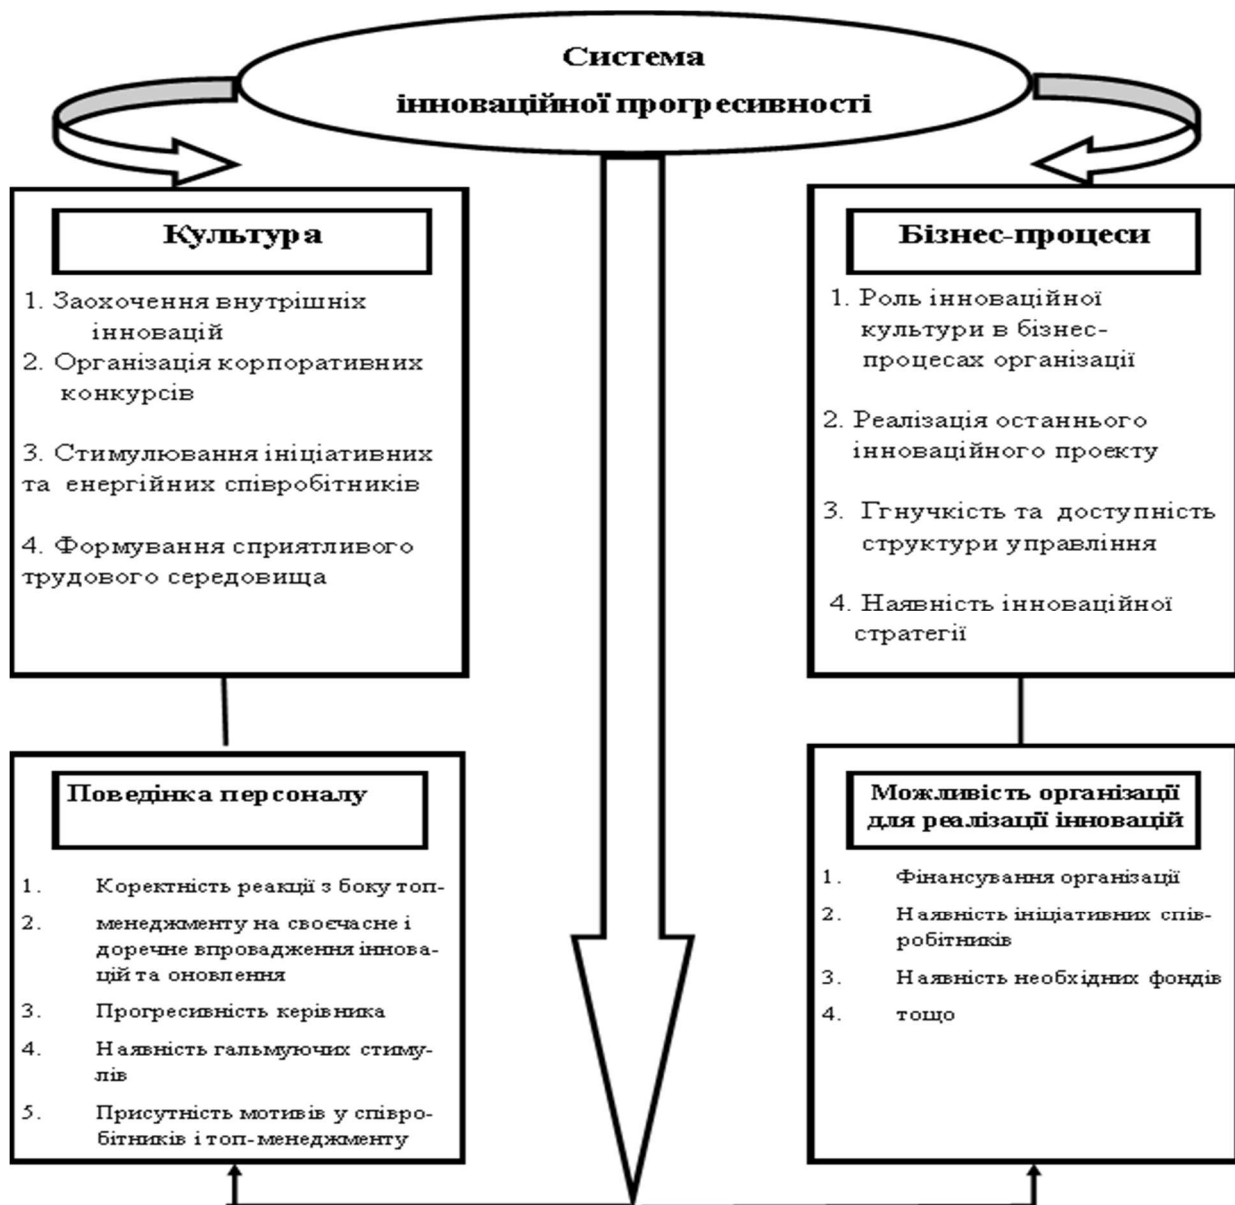 Система
інноваційної прогресивності
Культура
1. Заохочення внутрішніх
інновацій
2. Організація корпоративних
конкурсів
3. Стимулювання ініціативних
та енергійних співробітників
4. Формування сприятливого
трудового середовища
Бізнес-процеси
1. Роль інноваційної
культури в бізнес-
процесах організації
2. Реалізація останнього
інноваційного проекту
3. Ггнучкість та доступність
структури управління
4. Наявність інноваційної
стратегії
Поведінка персоналу
1. Коректність реакції з боку топ-
2. менеджменту на своєчасне і
доречне впровадження іннова-
цій та оновлення
3. Прогресивність керівника
4. Наявність гальмуючих стиму-
лів
5. Присутність мотивів у співро-
бітників і топ-менеджменту
Можливість організації
для реалізації інновацій
1. Фінансування організації
2. Наявність ініціативних спів-
робітників
3. Наявність необхідних фондів
4. тощо